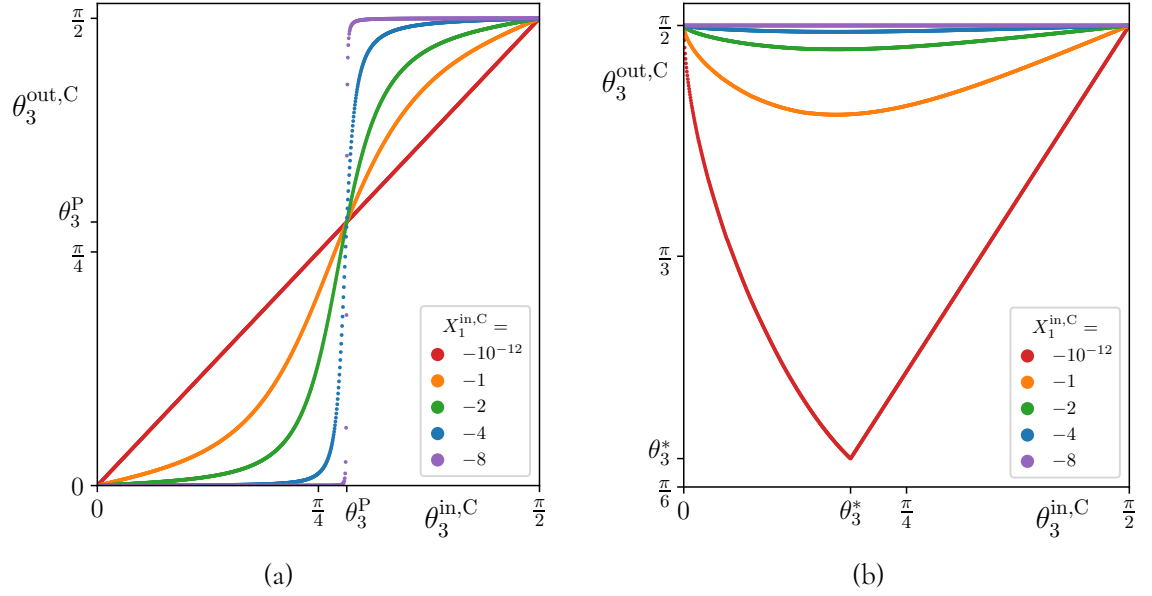 π/2
θ₃^out,C
θ₃^P
π/4
0
X₁^in,C =
−10⁻¹²
−1
−2
−4
−8
0 π/4 θ₃^P θ₃^in,C π/2
(a)
π/2
θ₃^out,C
π/3
θ₃^*
π/6
X₁^in,C =
−10⁻¹²
−1
−2
−4
−8
0 θ₃^* π/4 θ₃^in,C π/2
(b)